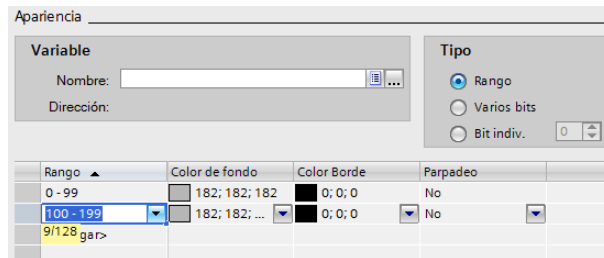 Apariencia
Variable
Nombre:
...
Dirección:
Tipo
Rango
Varios bits
Bit indiv.
0
Rango Color de fondo Color Borde Parpadeo
0 - 99 182; 182; 182 0; 0; 0 No
100 - 199 182; 182; ... 0; 0; 0 No
9/128 gar>